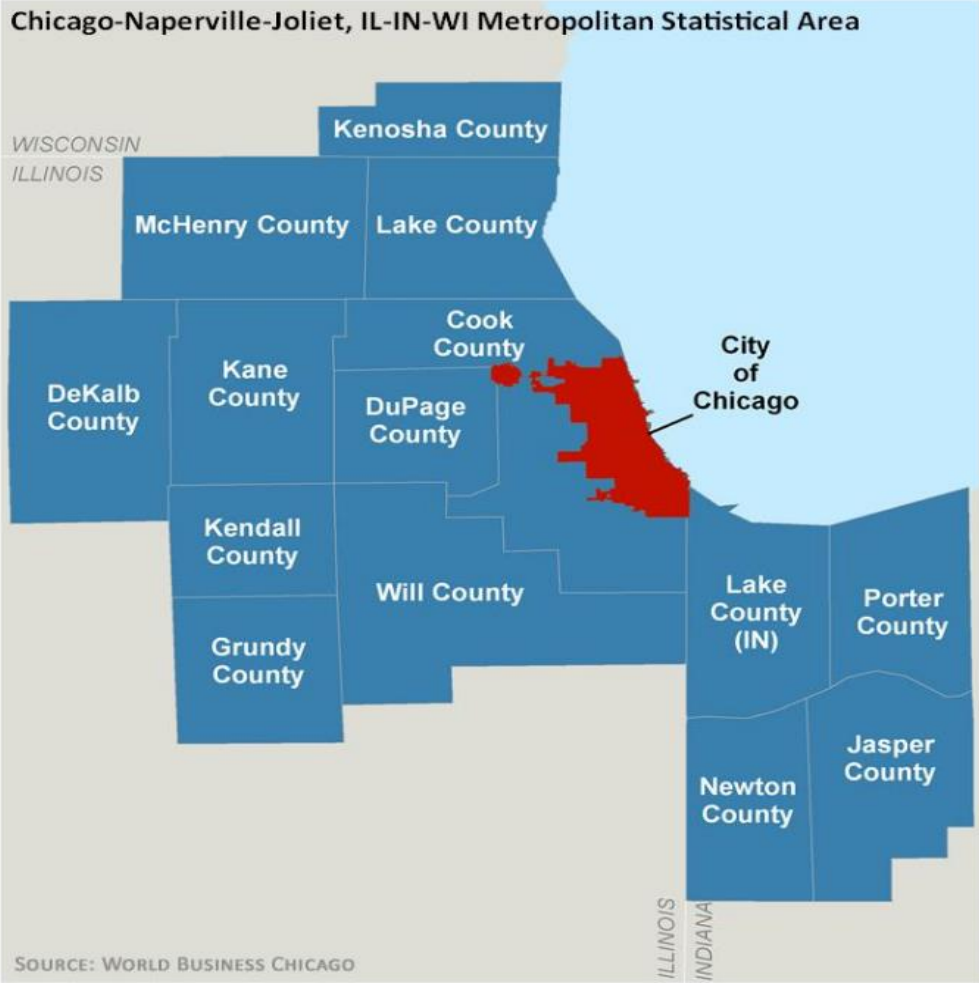 Chicago-Naperville-Joliet, IL-IN-WI Metropolitan Statistical Area
Kenosha County
WISCONSIN
ILLINOIS
McHenry County
Lake County
Cook
County
City
of
Chicago
Kane
County
DeKalb
County
DuPage
County
Kendall
County
Will County
Lake
County
(IN)
Porter
County
Grundy
County
Jasper
County
Newton
County
ILLINOIS
INDIANA
SOURCE: WORLD BUSINESS CHICAGO